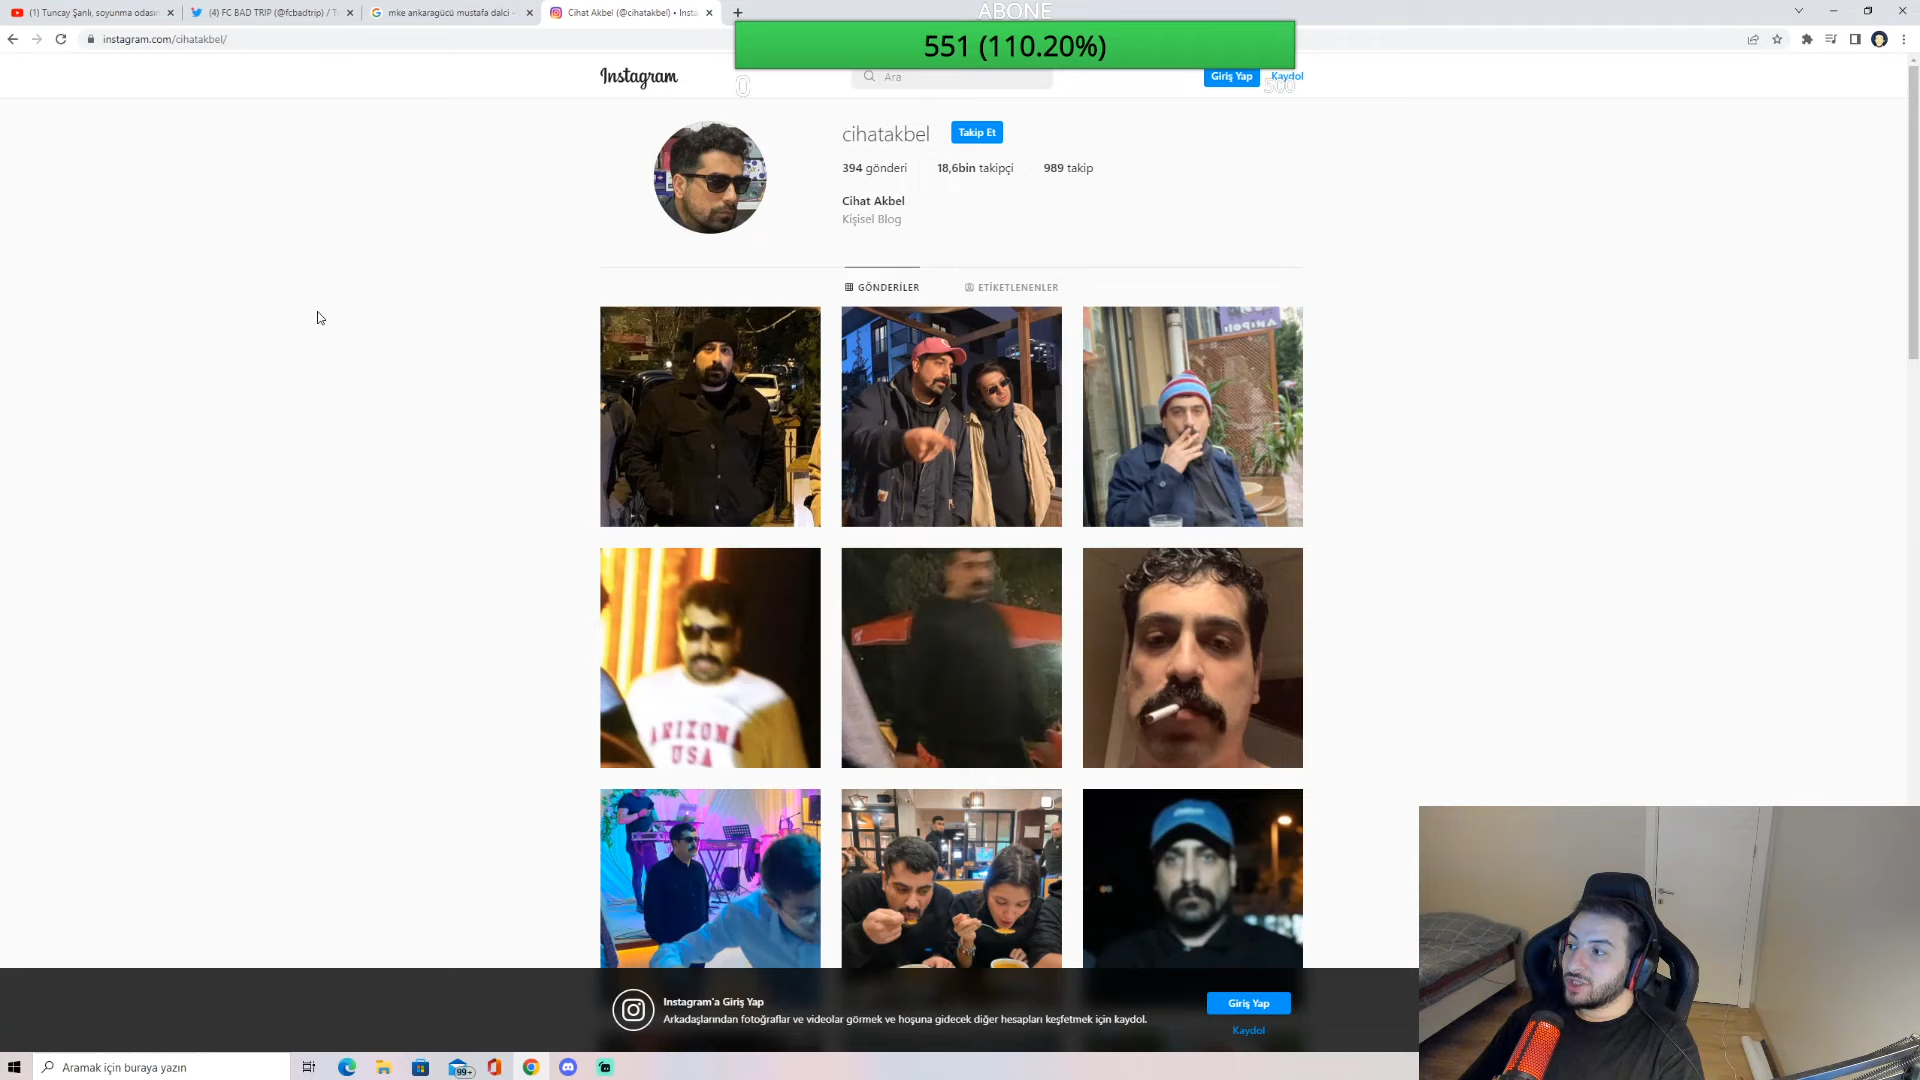 (1) Tuncay Şanlı, soyunma odasın
(4) FC BAD TRIP (@fcbadtrip) / T
mke ankaragücü mustafa dalci -
Cihat Akbel (@cihatakbel) • Insta
instagram.com/cihatakbel/
ABONE
551 (110.20%)
0
500
Instagram
Ara
Giriş Yap
Kaydol
cihatakbel
Takip Et
394 gönderi
18,6bin takipçi
989 takip
Cihat Akbel
Kişisel Blog
GÖNDERİLER
ETİKETLENENLER
ARIZONA
USA
Instagram'a Giriş Yap
Arkadaşlarından fotoğraflar ve videolar görmek ve hoşuna gidecek diğer hesapları keşfetmek için kaydol.
Giriş Yap
Kaydol
Aramak için buraya yazın
99+